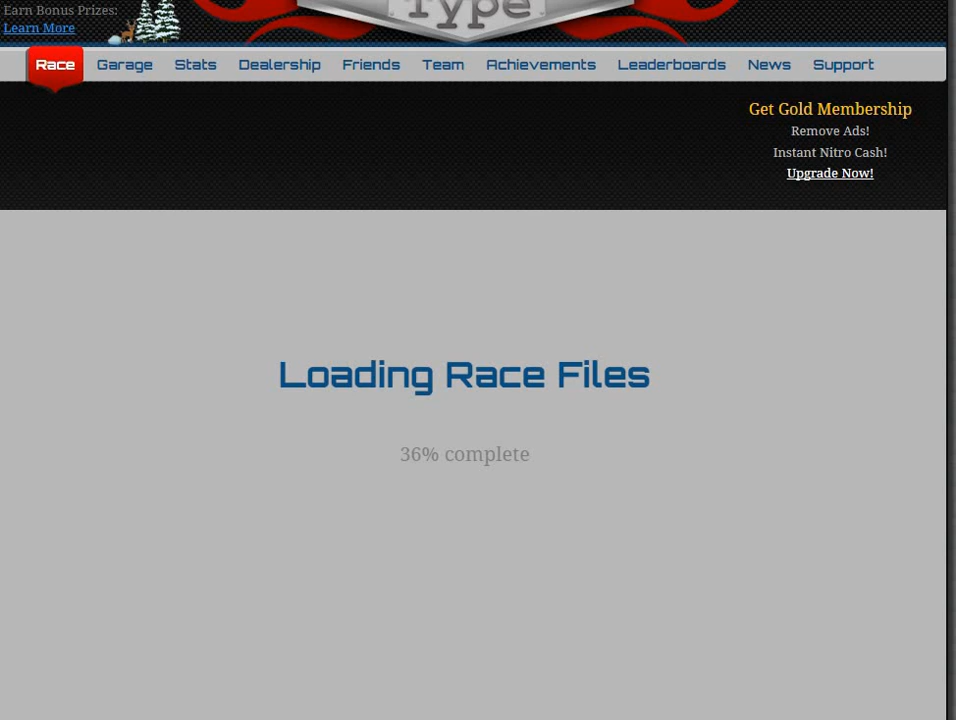 Earn Bonus Prizes:
Learn More
Type
Race Garage Stats Dealership Friends Team Achievements Leaderboards News Support
Get Gold Membership
Remove Ads!
Instant Nitro Cash!
Upgrade Now!
Loading Race Files
36% complete